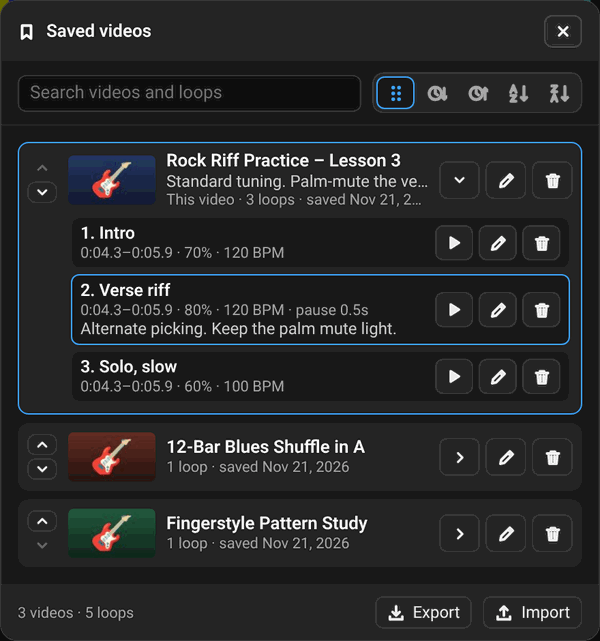 Saved videos
Search videos and loops
Rock Riff Practice – Lesson 3
Standard tuning. Palm-mute the ve...
This video · 3 loops · saved Nov 21, 2...
1. Intro
0:04.3–0:05.9 · 70% · 120 BPM
2. Verse riff
0:04.3–0:05.9 · 80% · 120 BPM · pause 0.5s
Alternate picking. Keep the palm mute light.
3. Solo, slow
0:04.3–0:05.9 · 60% · 100 BPM
12-Bar Blues Shuffle in A
1 loop · saved Nov 21, 2026
Fingerstyle Pattern Study
1 loop · saved Nov 21, 2026
3 videos · 5 loops
Export
Import